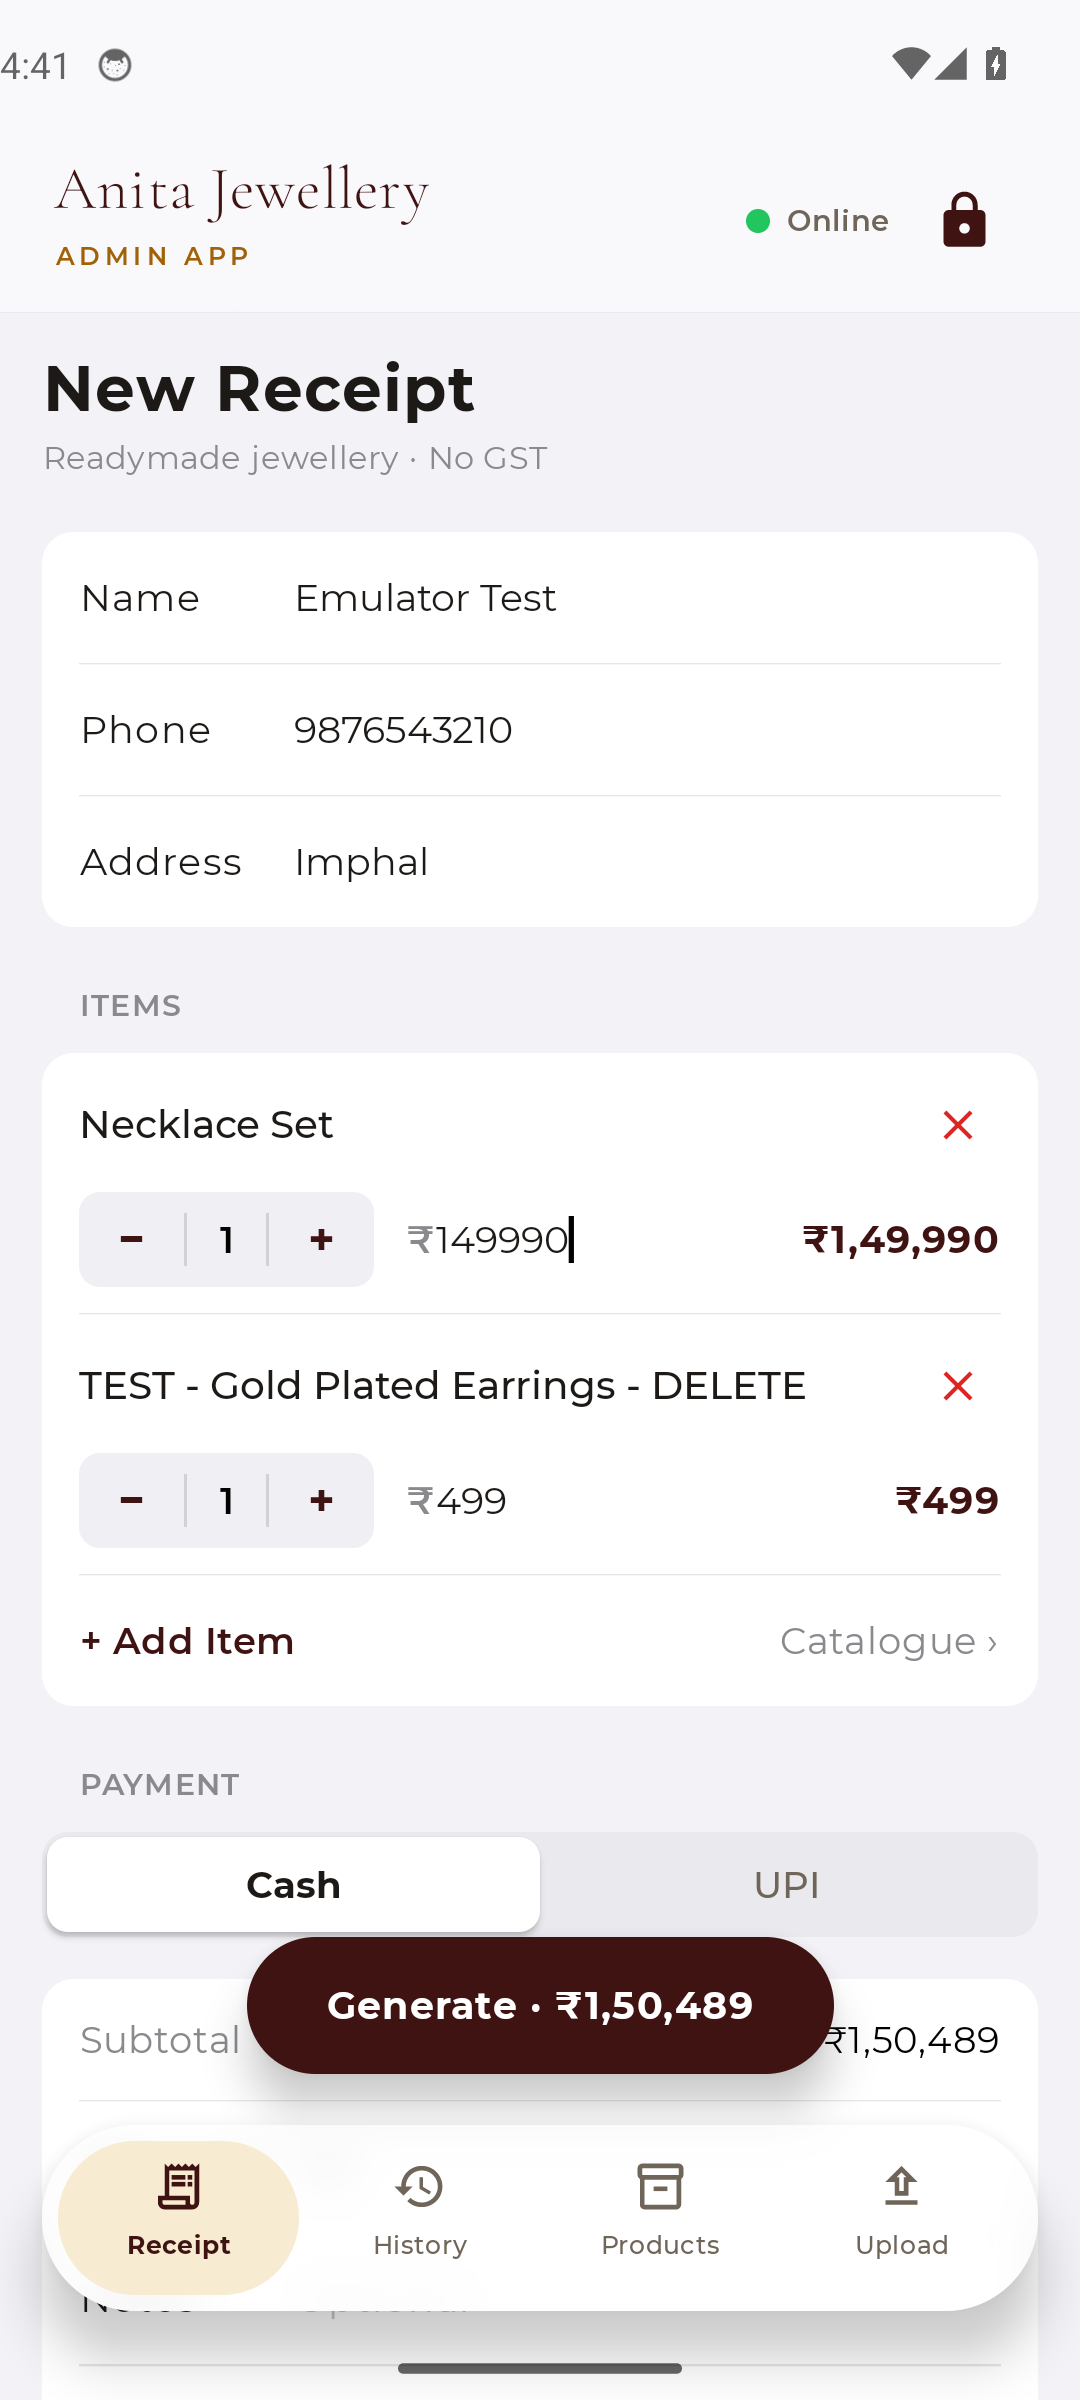 4:41
Anita Jewellery
ADMIN APP
Online
New Receipt
Readymade jewellery · No GST
Name Emulator Test
Phone 9876543210
Address Imphal
ITEMS
Necklace Set
− 1 + ₹149990 ₹1,49,990
TEST - Gold Plated Earrings - DELETE
− 1 + ₹499 ₹499
+ Add Item Catalogue ›
PAYMENT
Cash UPI
Generate · ₹1,50,489
Subtotal ₹1,50,489
Receipt History Products Upload